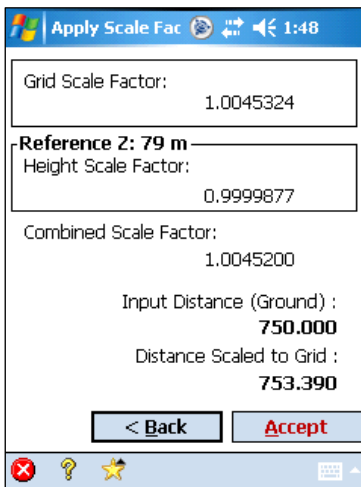 Apply Scale Fac 1:48
Grid Scale Factor:
1.0045324
Reference Z: 79 m
Height Scale Factor:
0.9999877
Combined Scale Factor:
1.0045200
Input Distance (Ground) :
750.000
Distance Scaled to Grid :
753.390
< Back Accept